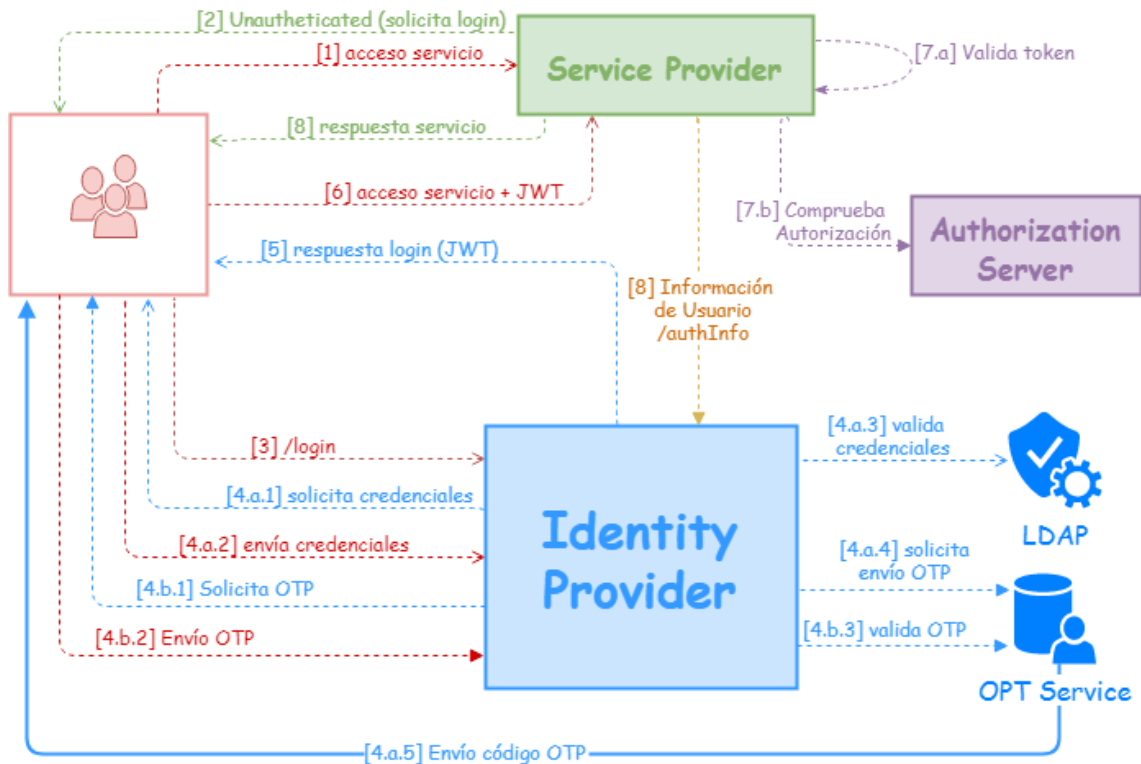 [2] Unautheticated (solicita login)
[1] acceso servicio
Service Provider
[7.a] Valida token
[8] respuesta servicio
[6] acceso servicio + JWT
[7.b] Comprueba
Autorización
Authorization
Server
[5] respuesta login (JWT)
[8] Información
de Usuario
/authInfo
[3] /login
[4.a.1] solicita credenciales
[4.a.2] envía credenciales
[4.b.1] Solicita OTP
[4.b.2] Envío OTP
Identity
Provider
[4.a.3] valida
credenciales
LDAP
[4.a.4] solicita
envío OTP
[4.b.3] valida OTP
OPT Service
[4.a.5] Envío código OTP